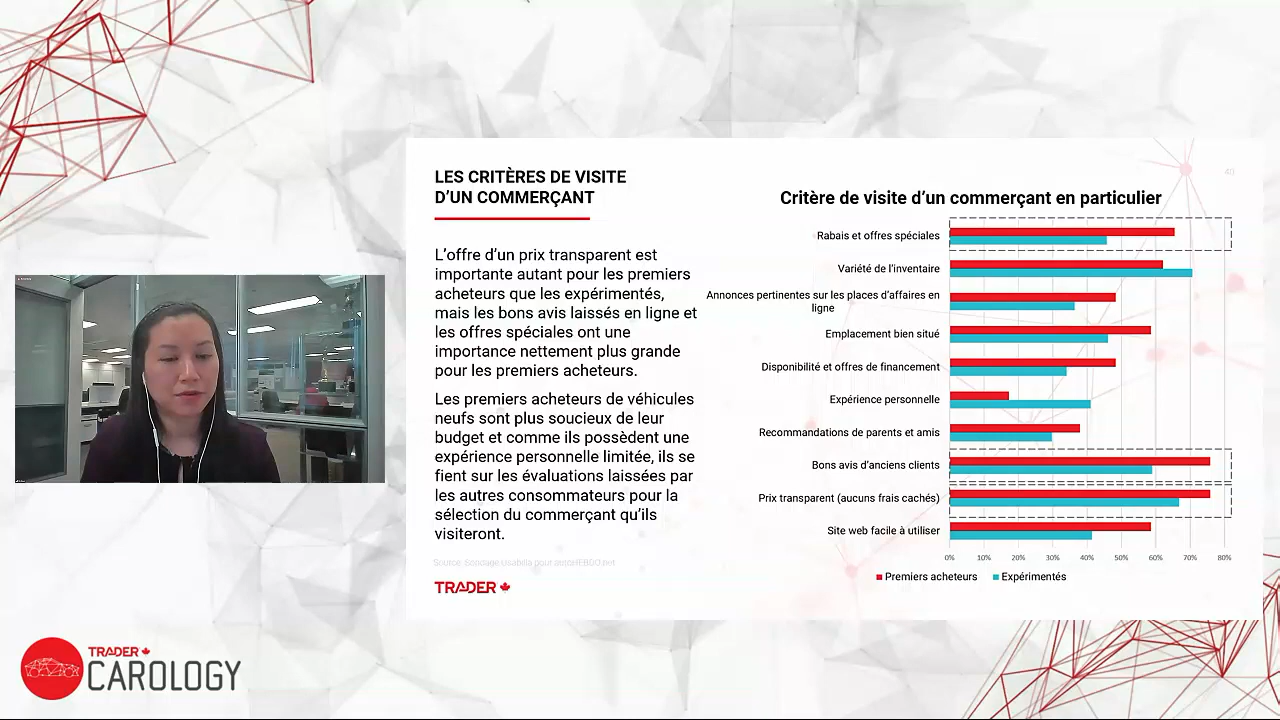 LES CRITÈRES DE VISITE
D'UN COMMERÇANT
L'offre d'un prix transparent est
importante autant pour les premiers
acheteurs que les expérimentés,
mais les bons avis laissés en ligne et
les offres spéciales ont une
importance nettement plus grande
pour les premiers acheteurs.
Les premiers acheteurs de véhicules
neufs sont plus soucieux de leur
budget et comme ils possèdent une
expérience personnelle limitée, ils se
fient sur les évaluations laissées par
les autres consommateurs pour la
sélection du commerçant qu'ils
visiteront.
Source: Sondage Usabilla pour autoHEBDO.net
TRADER
40
Critère de visite d'un commerçant en particulier
Rabais et offres spéciales
Variété de l'inventaire
Annonces pertinentes sur les places d'affaires en
ligne
Emplacement bien situé
Disponibilité et offres de financement
Expérience personnelle
Recommandations de parents et amis
Bons avis d'anciens clients
Prix transparent (aucuns frais cachés)
Site web facile à utiliser
0% 10% 20% 30% 40% 50% 60% 70% 80%
Premiers acheteurs Expérimentés
TRADER
CAROLOGY